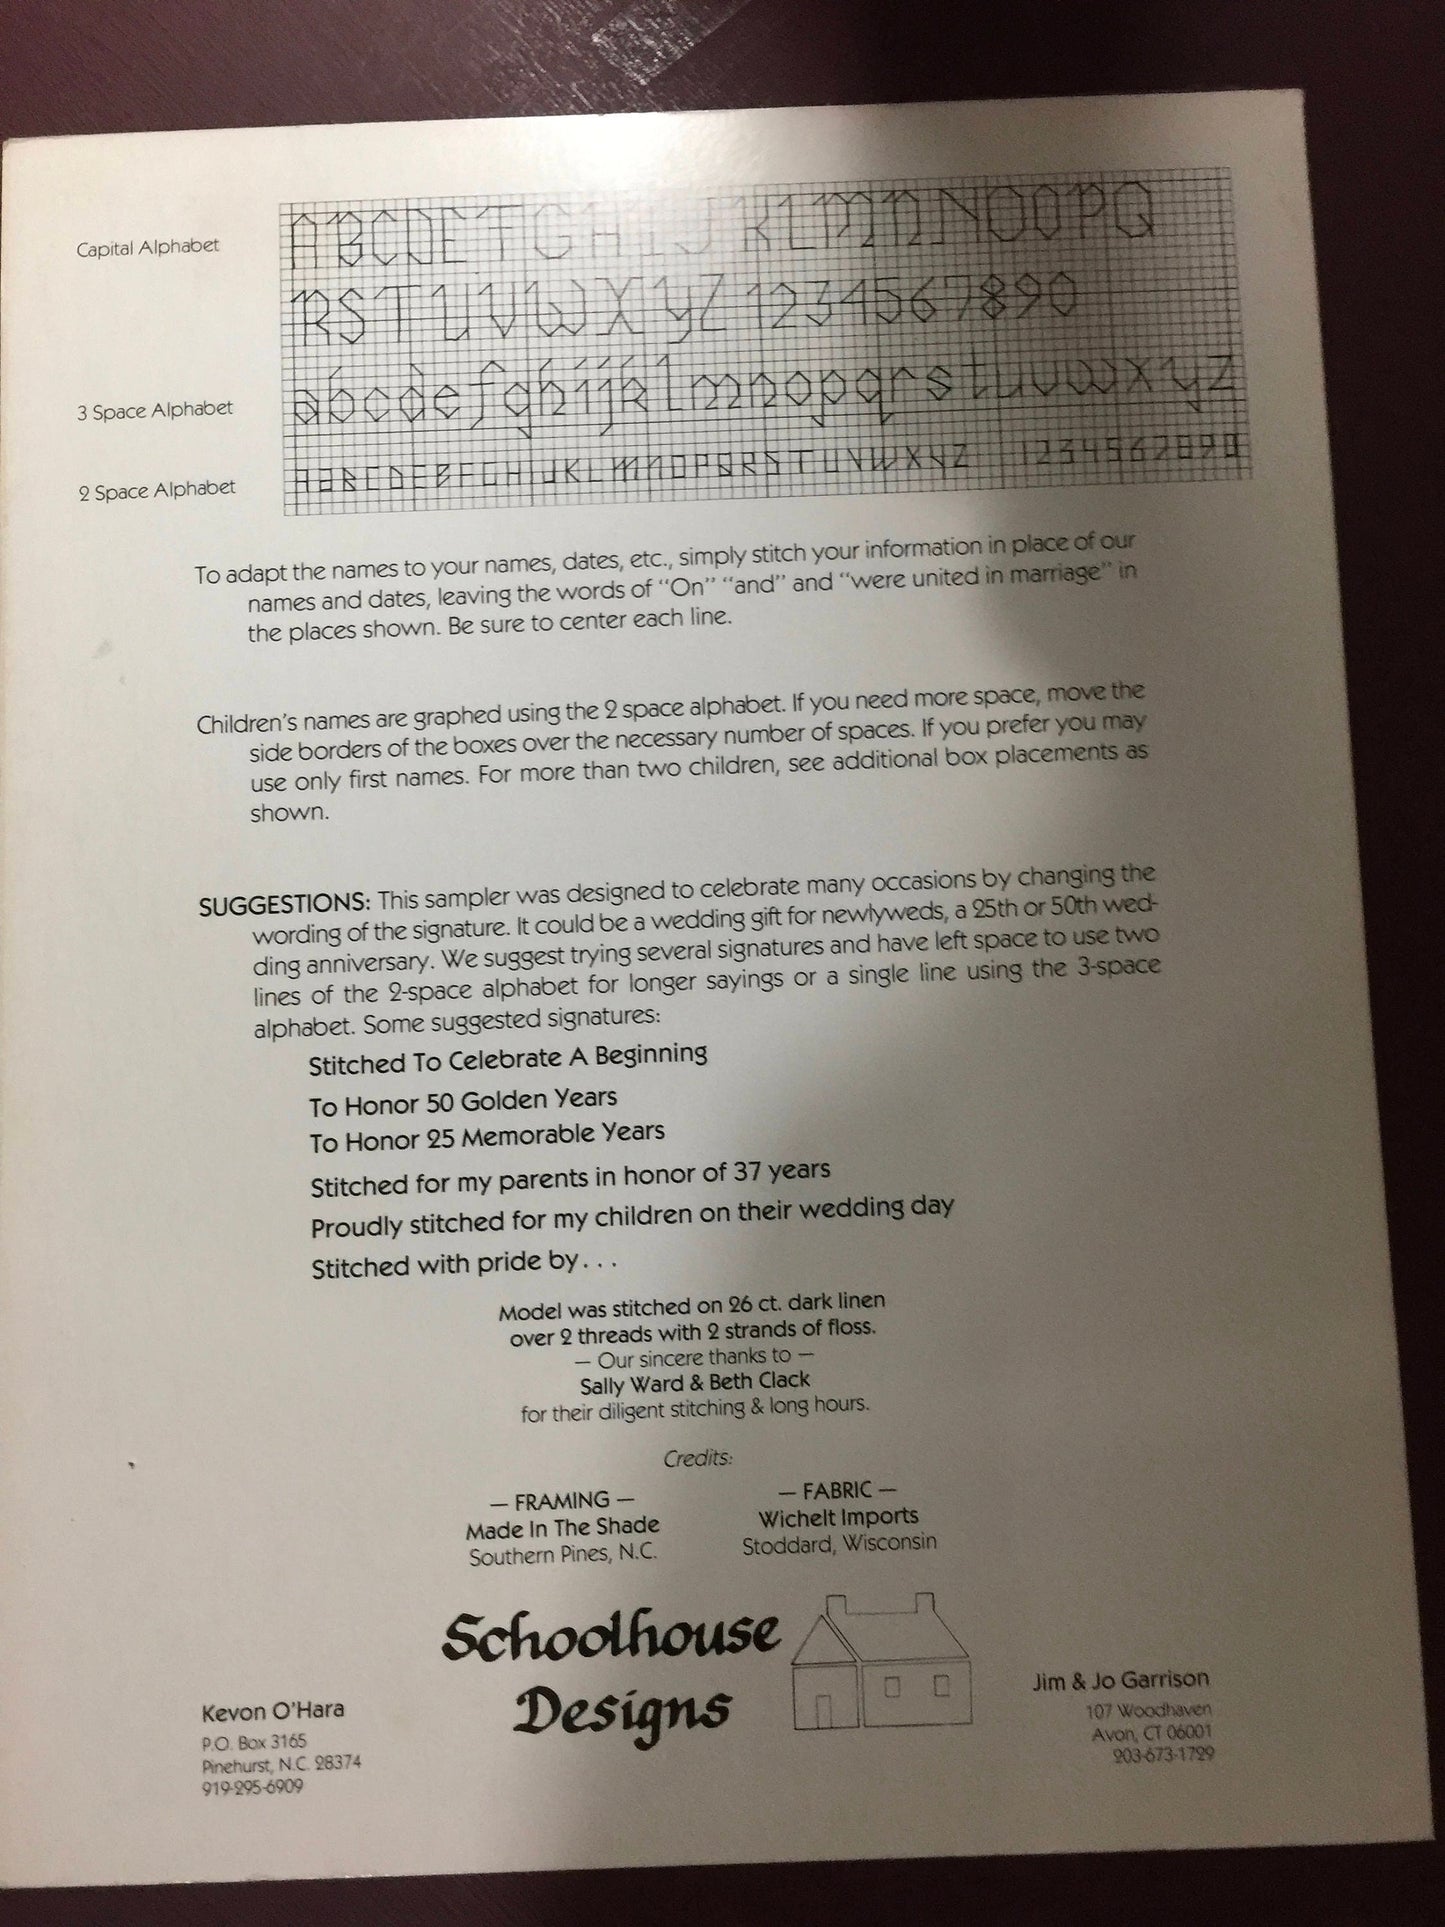 Capital Alphabet
A B C D E F G H I J K L M N N O O P Q
R S T U V W X Y Z 1 2 3 4 5 6 7 8 9 0
3 Space Alphabet
a b c d e f g h i j k l m n o p q r s t u v w x y z
2 Space Alphabet
To adapt the names to your names, dates, etc., simply stitch your information in place of our
names and dates, leaving the words of “On” “and” and “were united in marriage” in
the places shown. Be sure to center each line.
Children’s names are graphed using the 2 space alphabet. If you need more space, move the
side borders of the boxes over the necessary number of spaces. If you prefer you may
use only first names. For more than two children, see additional box placements as
shown.
SUGGESTIONS: This sampler was designed to celebrate many occasions by changing the
wording of the signature. It could be a wedding gift for newlyweds, a 25th or 50th wed-
ding anniversary. We suggest trying several signatures and have left space to use two
lines of the 2-space alphabet for longer sayings or a single line using the 3-space
alphabet. Some suggested signatures:
Stitched To Celebrate A Beginning
To Honor 50 Golden Years
To Honor 25 Memorable Years
Stitched for my parents in honor of 37 years
Proudly stitched for my children on their wedding day
Stitched with pride by . . .
Model was stitched on 26 ct. dark linen
over 2 threads with 2 strands of floss.
— Our sincere thanks to —
Sally Ward & Beth Clack
for their diligent stitching & long hours.
Credits:
— FRAMING —
Made In The Shade
Southern Pines, N.C.
— FABRIC —
Wichelt Imports
Stoddard, Wisconsin
Schoolhouse
Designs
Kevon O’Hara
P.O. Box 3165
Pinehurst, N.C. 28374
919-295-6909
Jim & Jo Garrison
107 Woodhaven
Avon, CT 06001
203-673-1729